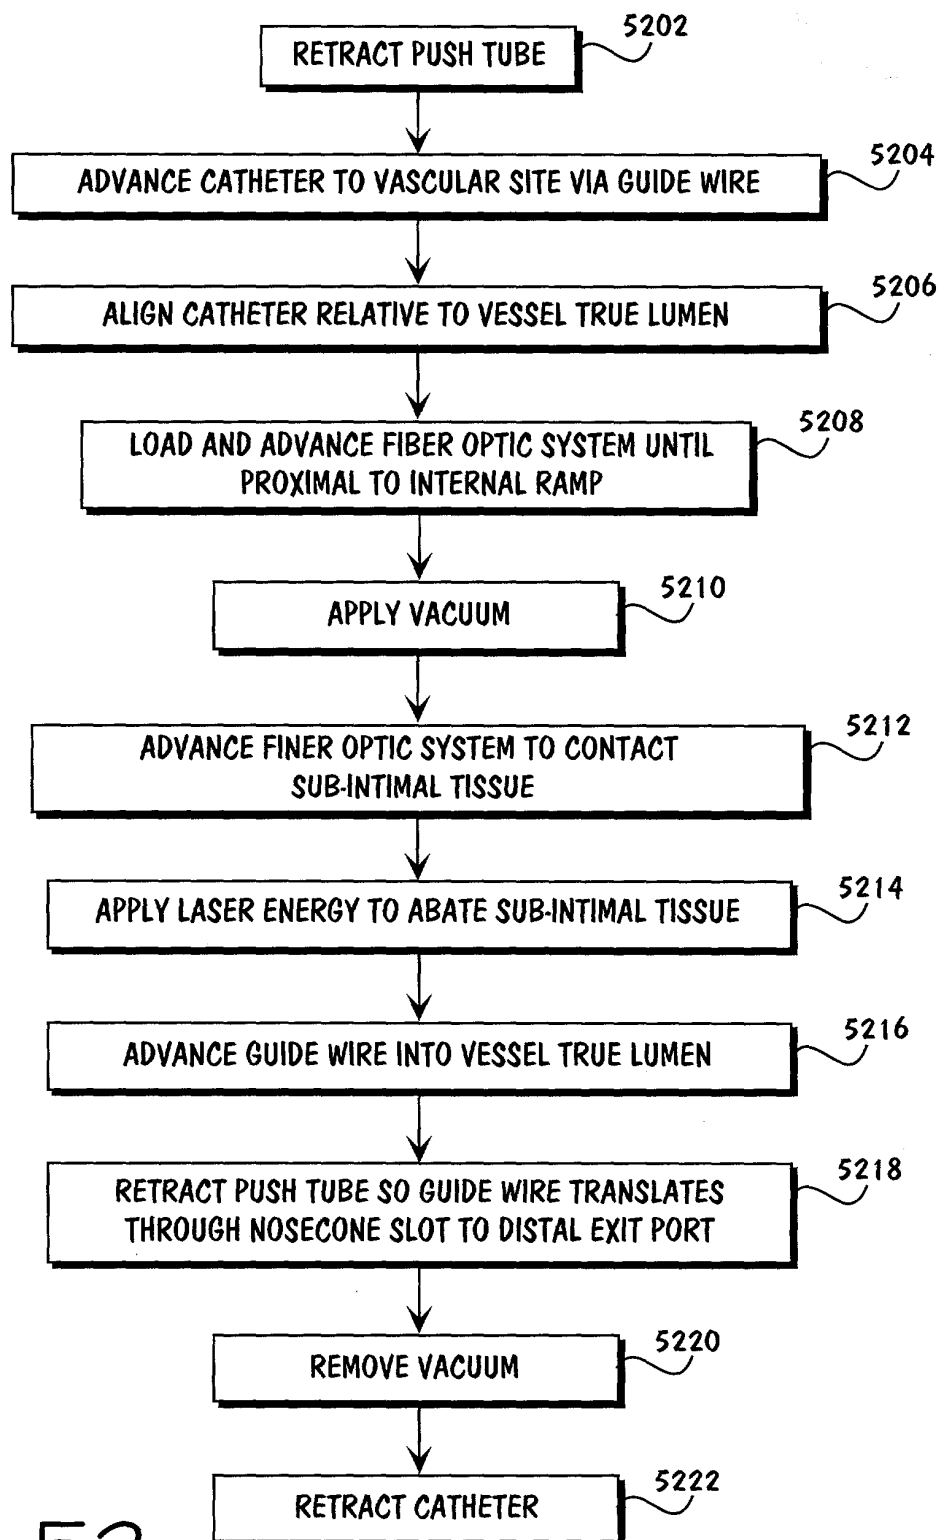 5202
RETRACT PUSH TUBE
5204
ADVANCE CATHETER TO VASCULAR SITE VIA GUIDE WIRE
5206
ALIGN CATHETER RELATIVE TO VESSEL TRUE LUMEN
5208
LOAD AND ADVANCE FIBER OPTIC SYSTEM UNTIL
PROXIMAL TO INTERNAL RAMP
5210
APPLY VACUUM
5212
ADVANCE FINER OPTIC SYSTEM TO CONTACT
SUB-INTIMAL TISSUE
5214
APPLY LASER ENERGY TO ABATE SUB-INTIMAL TISSUE
5216
ADVANCE GUIDE WIRE INTO VESSEL TRUE LUMEN
5218
RETRACT PUSH TUBE SO GUIDE WIRE TRANSLATES
THROUGH NOSECONE SLOT TO DISTAL EXIT PORT
5220
REMOVE VACUUM
5222
RETRACT CATHETER